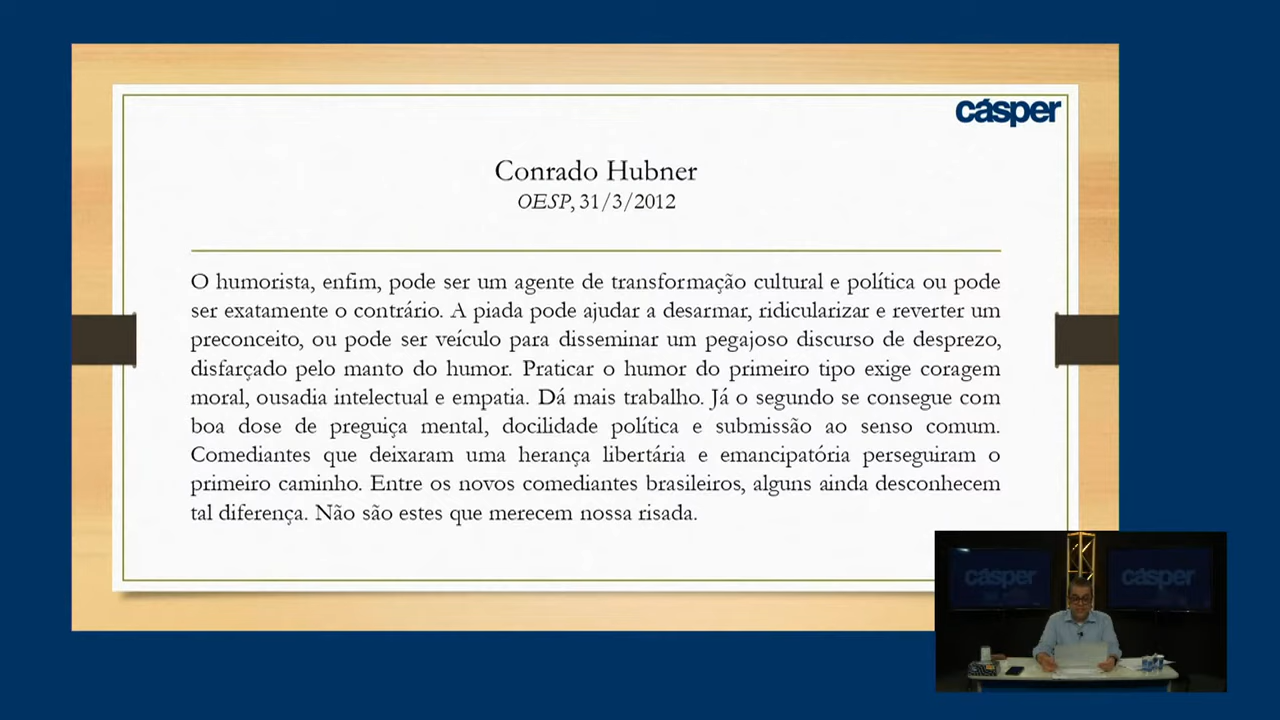 cásper
Conrado Hubner
OESP, 31/3/2012
O humorista, enfim, pode ser um agente de transformação cultural e política ou pode
ser exatamente o contrário. A piada pode ajudar a desarmar, ridicularizar e reverter um
preconceito, ou pode ser veículo para disseminar um pegajoso discurso de desprezo,
disfarçado pelo manto do humor. Praticar o humor do primeiro tipo exige coragem
moral, ousadia intelectual e empatia. Dá mais trabalho. Já o segundo se consegue com
boa dose de preguiça mental, docilidade política e submissão ao senso comum.
Comediantes que deixaram uma herança libertária e emancipatória perseguiram o
primeiro caminho. Entre os novos comediantes brasileiros, alguns ainda desconhecem
tal diferença. Não são estes que merecem nossa risada.
cásper
cásper